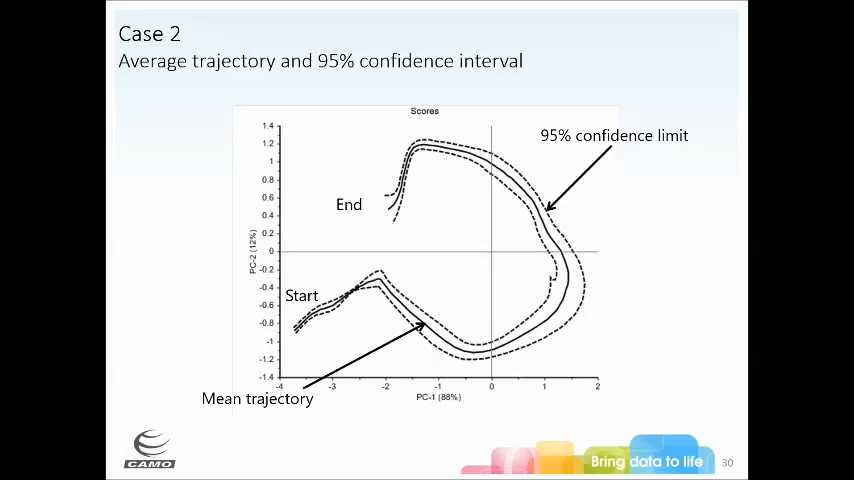 Case 2
Average trajectory and 95% confidence interval
Scores
1.4
1.2
1
0.8
0.6
0.4
0.2
0
-0.2
-0.4
-0.6
-0.8
-1
-1.2
-1.4
PC-2 (12%)
95% confidence limit
End
Start
-4
-3
-2
-1
0
1
2
Mean trajectory
PC-1 (88%)
CAMO
Bring data to life
30